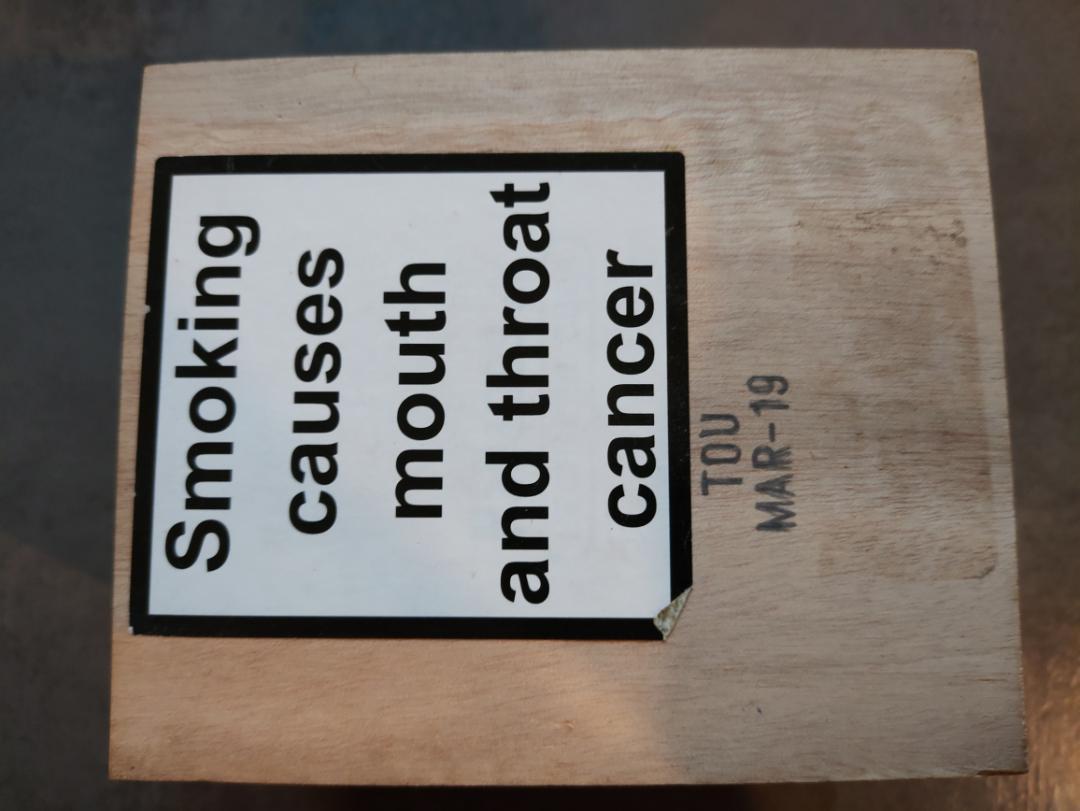 Smoking
causes
mouth
and throat
cancer
TOU
MAR-19